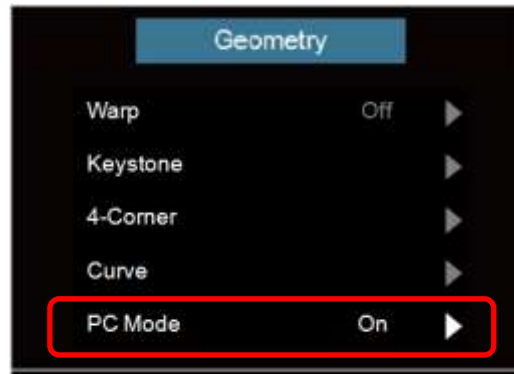 Geometry
Warp Off
Keystone
4-Corner
Curve
PC Mode On